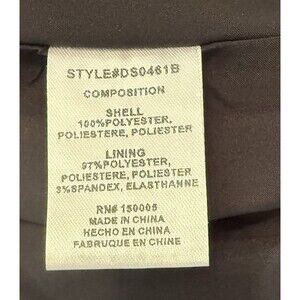 STYLE#DS0461B
COMPOSITION
SHELL
100%POLYESTER,
POLIESTERE, POLIESTER
LINING
97%POLYESTER,
POLIESTERE, POLIESTER
3%SPANDEX, ELASTHANNE
RN# 150005
MADE IN CHINA
HECHO EN CHINA
FABRUQUE EN CHINE